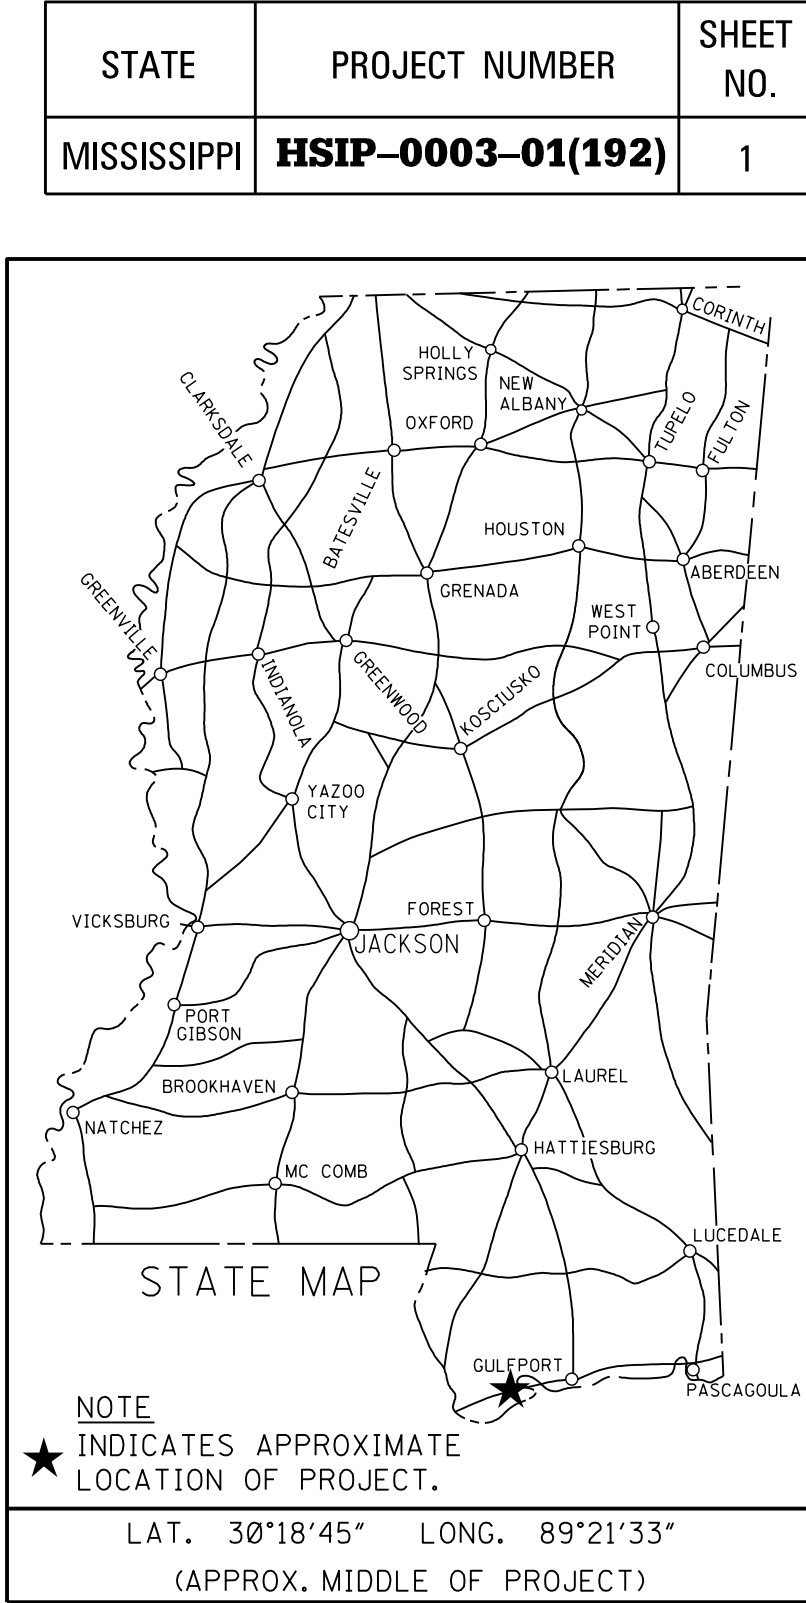 STATE PROJECT NUMBER SHEET NO.
MISSISSIPPI HSIP–0003–01(192) 1
CORINTH
HOLLY
SPRINGS
NEW
ALBANY
CLARKSDALE
OXFORD
TUPELO
FULTON
BATESVILLE
HOUSTON
ABERDEEN
GRENADA
GREENVILLE
WEST
POINT
COLUMBUS
INDIANOLA
GREENWOOD
KOSCIUSKO
YAZOO
CITY
VICKSBURG
FOREST
JACKSON
MERIDIAN
PORT
GIBSON
BROOKHAVEN
LAUREL
NATCHEZ
HATTIESBURG
MC COMB
LUCEDALE
STATE MAP
GULFPORT
PASCAGOULA
NOTE
INDICATES APPROXIMATE
LOCATION OF PROJECT.
LAT. 30°18'45" LONG. 89°21'33"
(APPROX. MIDDLE OF PROJECT)